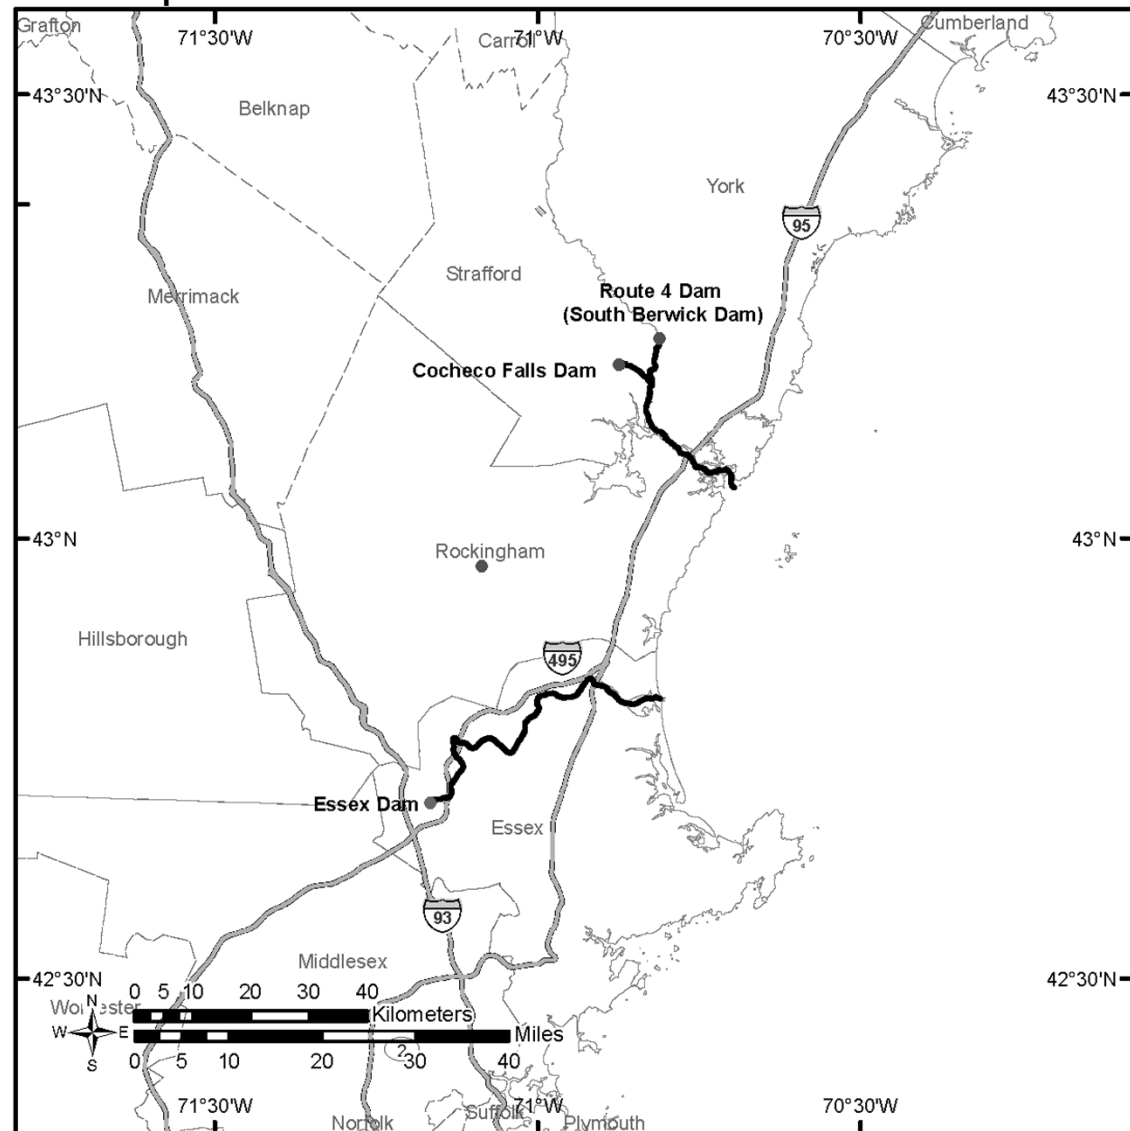 Grafton
71°30'W
Carroll
71°W
70°30'W
Cumberland
43°30'N
Belknap
43°30'N
York
95
Strafford
Merrimack
Route 4 Dam
(South Berwick Dam)
Cocheco Falls Dam
43°N
Rockingham
43°N
Hillsborough
495
Essex Dam
Essex
93
Middlesex
42°30'N
42°30'N
Worcester
N
W E
S
0 5 10 20 30 40
Kilometers
Miles
0 5 10 20 30 40
2
71°30'W
Norfolk
Suffolk
71°W
Plymouth
70°30'W